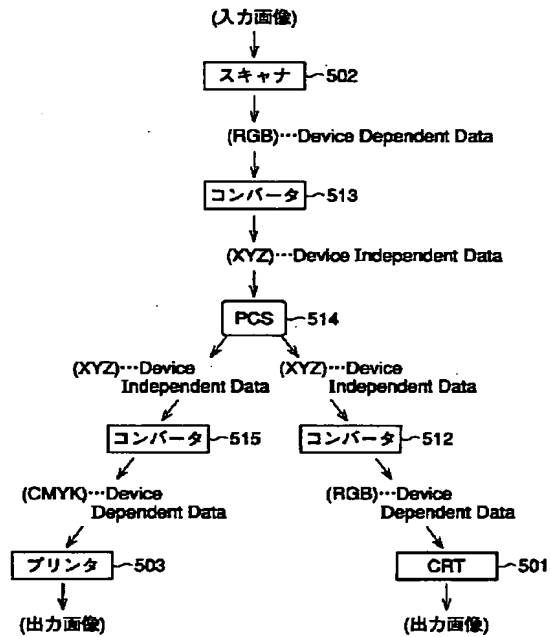 (入力画像)
スキャナ 502
(RGB)···Device Dependent Data
コンバータ 513
(XYZ)···Device Independent Data
PCS 514
(XYZ)···Device
Independent Data
(XYZ)···Device
Independent Data
コンバータ 515
コンバータ 512
(CMYK)···Device
Dependent Data
(RGB)···Device
Dependent Data
プリンタ 503
CRT 501
(出力画像)
(出力画像)